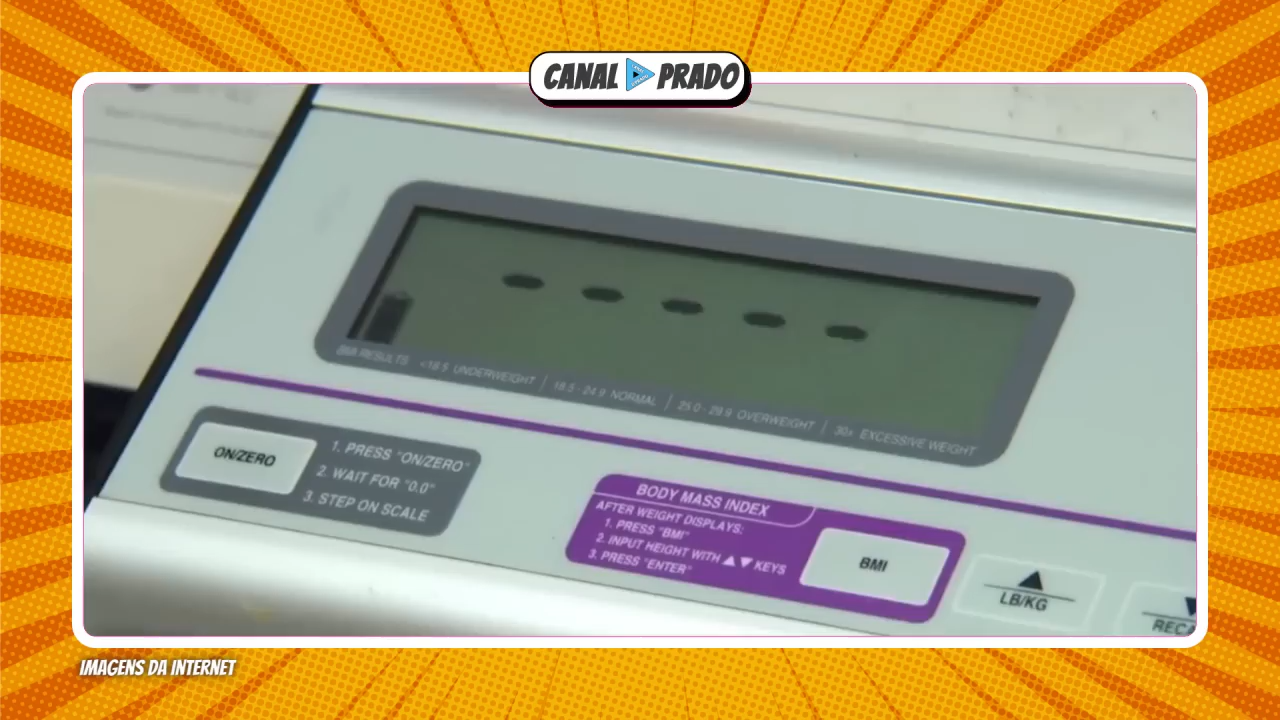 CANAL PRADO
BMI RESULTS <18.5 UNDERWEIGHT | 18.5 - 24.9 NORMAL | 25.0 - 29.9 OVERWEIGHT | 30+ EXCESSIVE WEIGHT
ON/ZERO
1. PRESS "ON/ZERO"
2. WAIT FOR "0.0"
3. STEP ON SCALE
BODY MASS INDEX
AFTER WEIGHT DISPLAYS:
1. PRESS "BMI"
2. INPUT HEIGHT WITH ▲ ▼ KEYS
3. PRESS "ENTER"
BMI
LB/KG
IMAGENS DA INTERNET